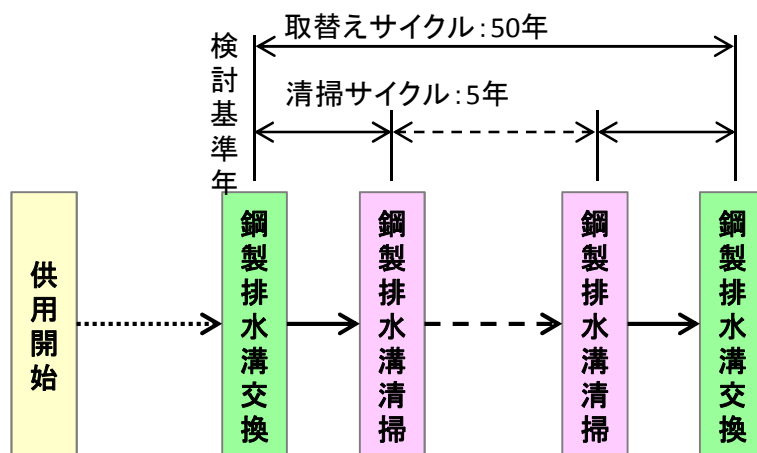 取替えサイクル：50年
検討基準年
清掃サイクル：5年
供用開始
鋼製排水溝交換
鋼製排水溝清掃
鋼製排水溝清掃
鋼製排水溝交換